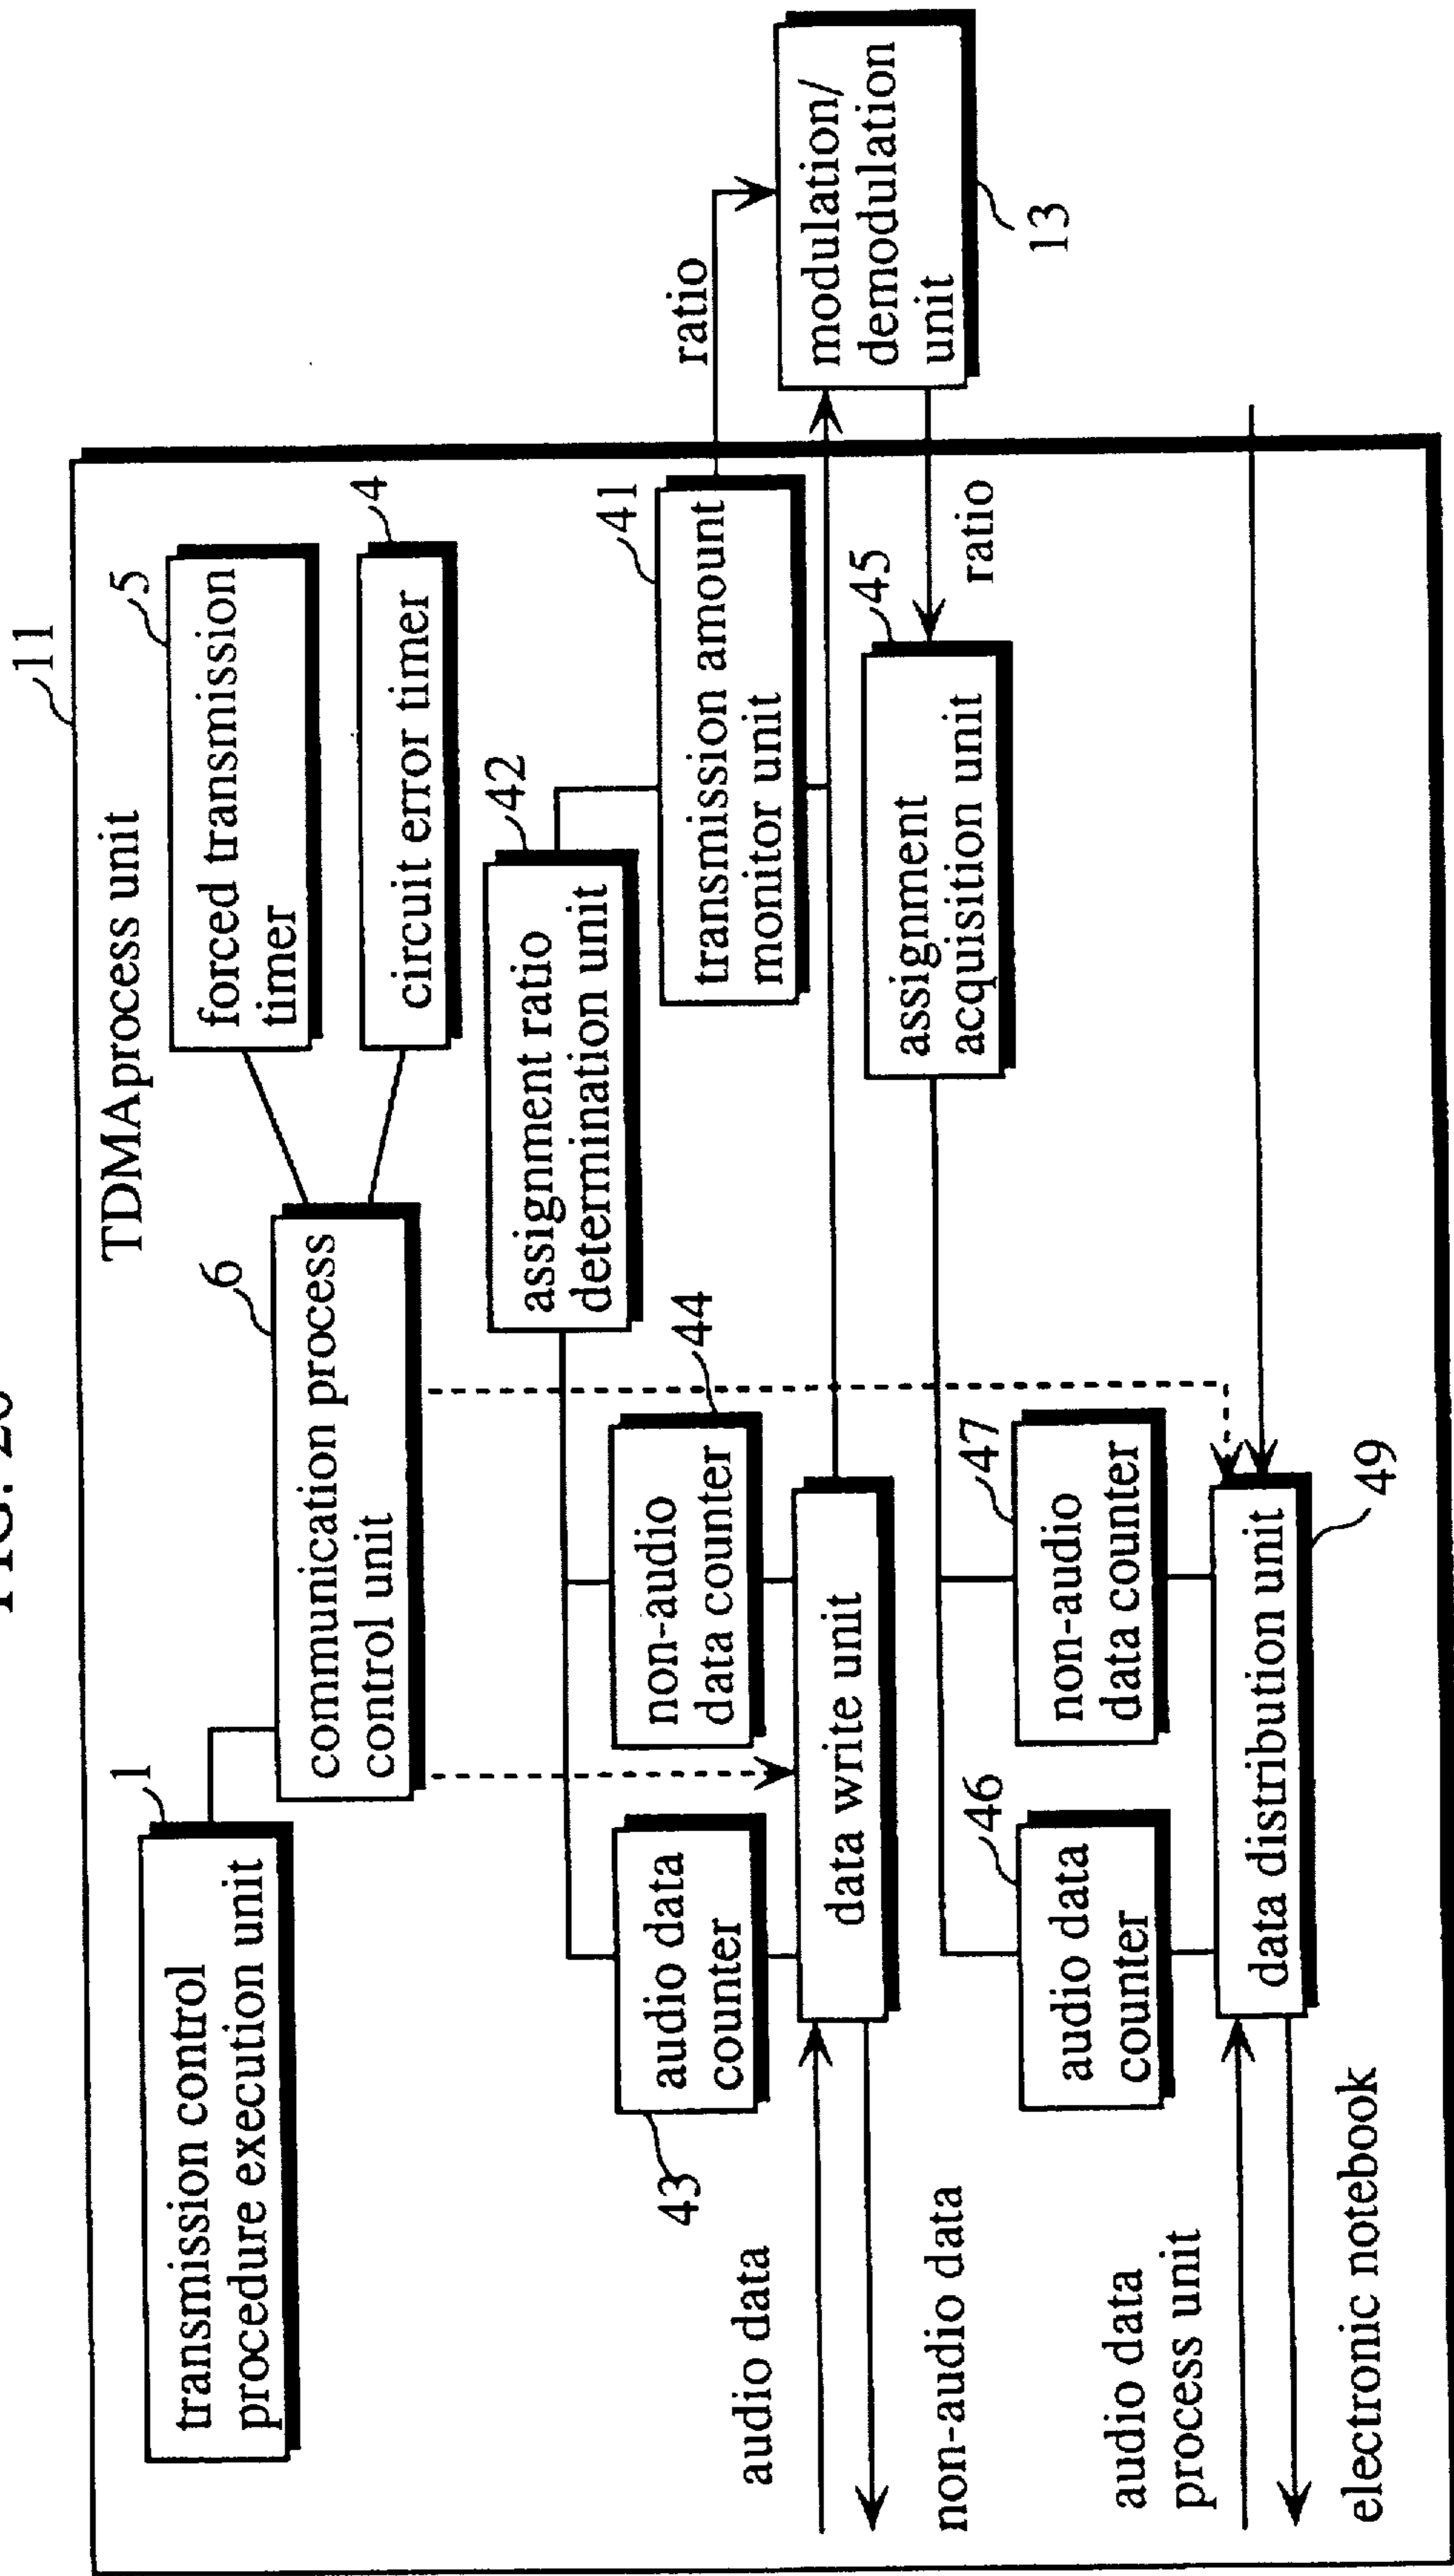 11
TDMA process unit
1
transmission control
procedure execution unit
6
communication process
control unit
5
forced transmission
timer
4
circuit error timer
42
assignment ratio
determination unit
41
transmission amount
monitor unit
ratio
modulation/
demodulation
unit
13
43
audio data
counter
44
non-audio
data counter
data write unit
audio data
non-audio data
45
assignment
acquisition unit
ratio
46
audio data
counter
47
non-audio
data counter
data distribution unit
49
audio data
process unit
electronic notebook